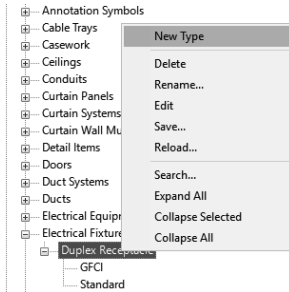 Annotation Symbols
Cable Trays
Casework
Ceilings
Conduits
Curtain Panels
Curtain Systems
Curtain Wall Mu
Detail Items
Doors
Duct Systems
Ducts
Electrical Equipr
Electrical Fixture
Duplex Receptacle
GFCI
Standard
New Type
Delete
Rename...
Edit
Save...
Reload...
Search...
Expand All
Collapse Selected
Collapse All